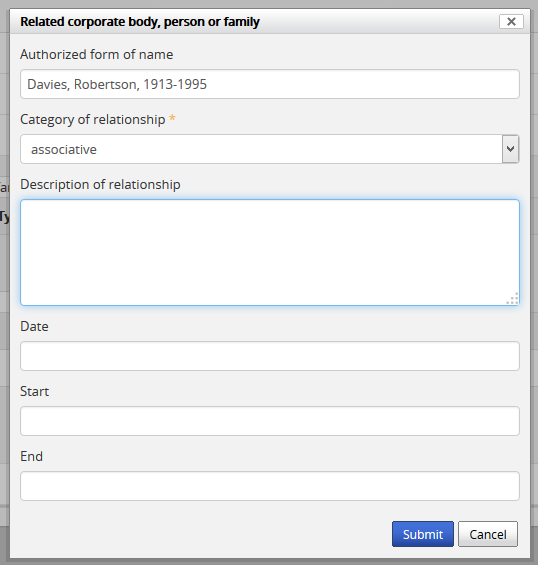 Related corporate body, person or family
Authorized form of name
Davies, Robertson, 1913-1995
Category of relationship *
associative
Description of relationship
Date
Start
End
Submit Cancel